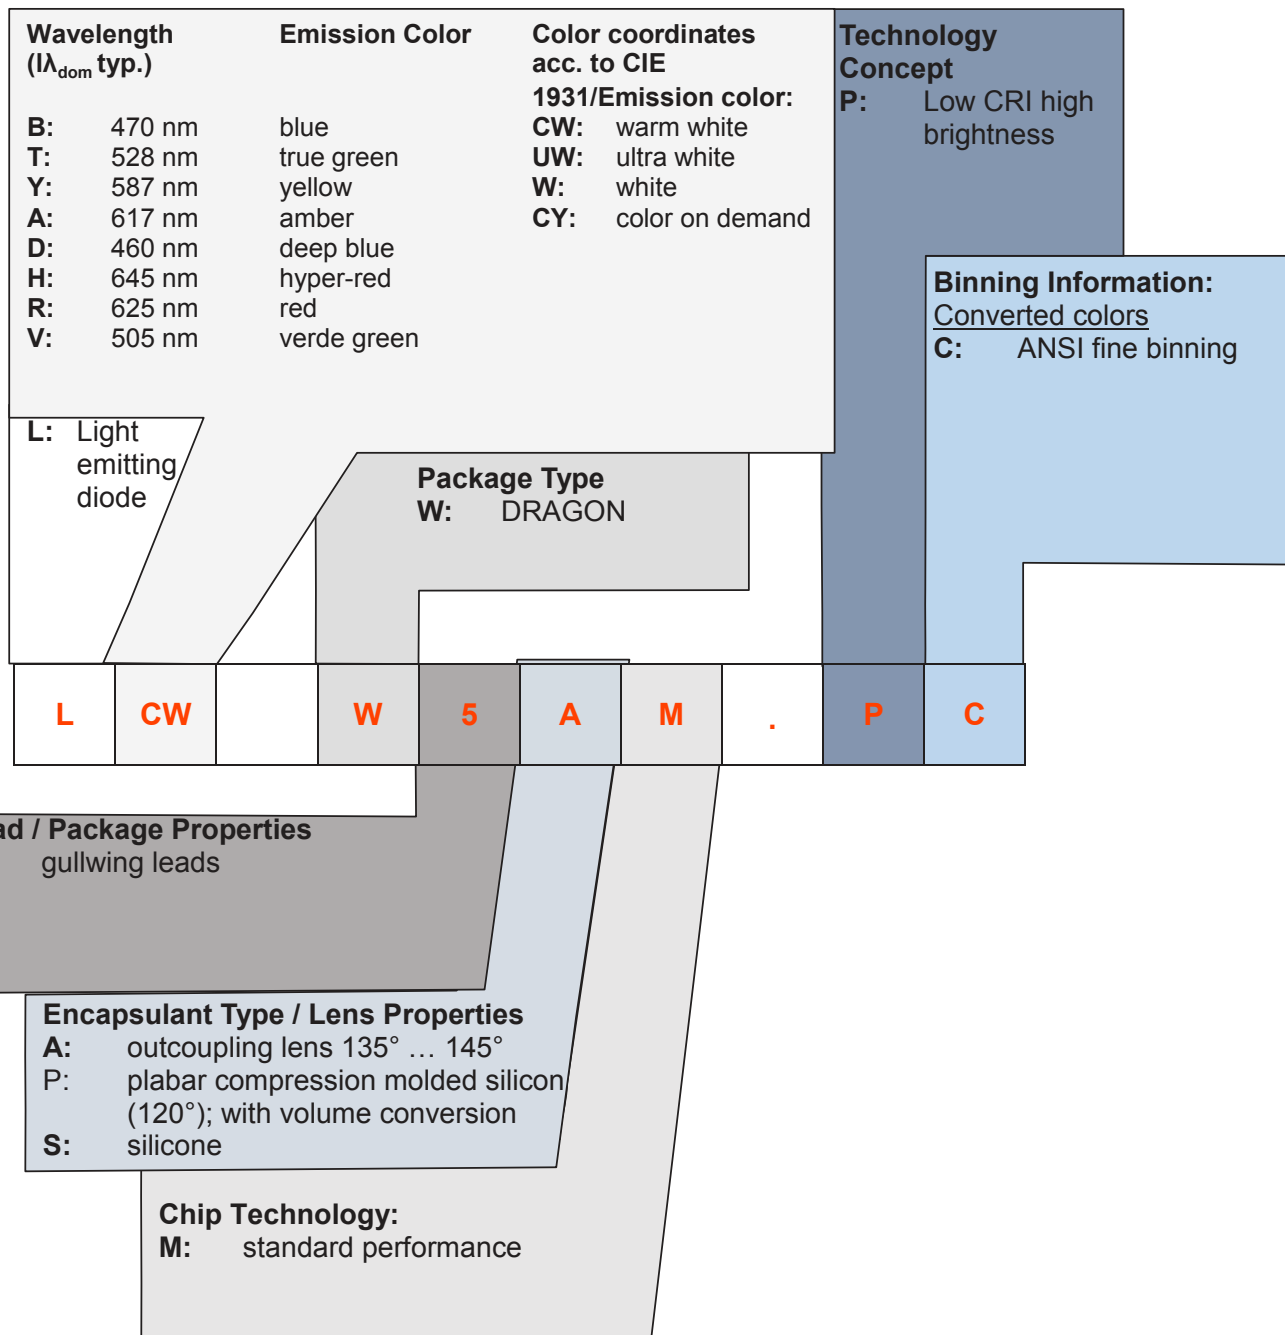 Wavelength Emission Color Color coordinates
(lλdom typ.) acc. to CIE
1931/Emission color:
B: 470 nm blue CW: warm white
T: 528 nm true green UW: ultra white
Y: 587 nm yellow W: white
A: 617 nm amber CY: color on demand
D: 460 nm deep blue
H: 645 nm hyper-red
R: 625 nm red
V: 505 nm verde green
Technology
Concept
P: Low CRI high
brightness
Binning Information:
Converted colors
C: ANSI fine binning
L: Light
emitting
diode
Package Type
W: DRAGON
L CW W 5 A M . P C
ad / Package Properties
gullwing leads
Encapsulant Type / Lens Properties
A: outcoupling lens 135° … 145°
P: plabar compression molded silicon
(120°); with volume conversion
S: silicone
Chip Technology:
M: standard performance